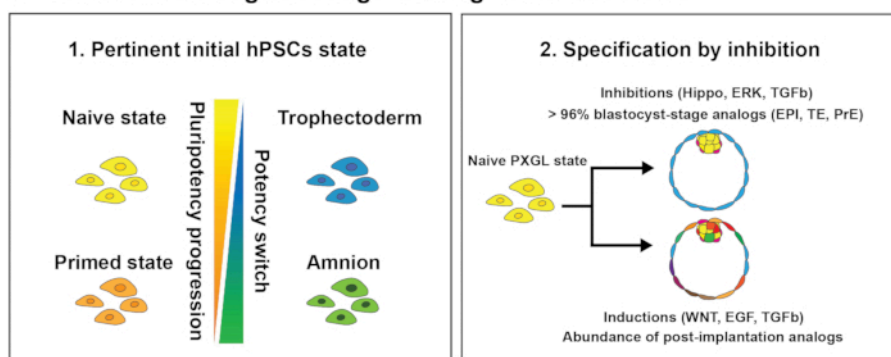 1. Pertinent initial hPSCs state
Naive state
Trophectoderm
Pluripotency progression
Potency switch
Primed state
Amnion
2. Specification by inhibition
Inhibitions (Hippo, ERK, TGFb)
> 96% blastocyst-stage analogs (EPI, TE, PrE)
Naive PXGL state
Inductions (WNT, EGF, TGFb)
Abundance of post-implantation analogs